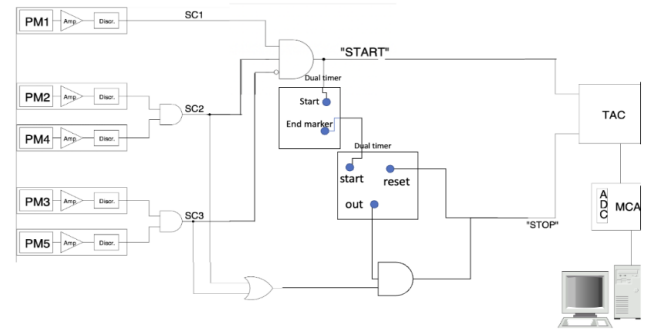 PM1 Amp. Discr. SC1
"START"
Dual timer
PM2 Amp. Discr.
Start
SC2
TAC
End marker
PM4 Amp. Discr.
Dual timer
start reset
PM3 Amp. Discr.
A
D
C
MCA
out
SC3
"STOP"
PM5 Amp. Discr.